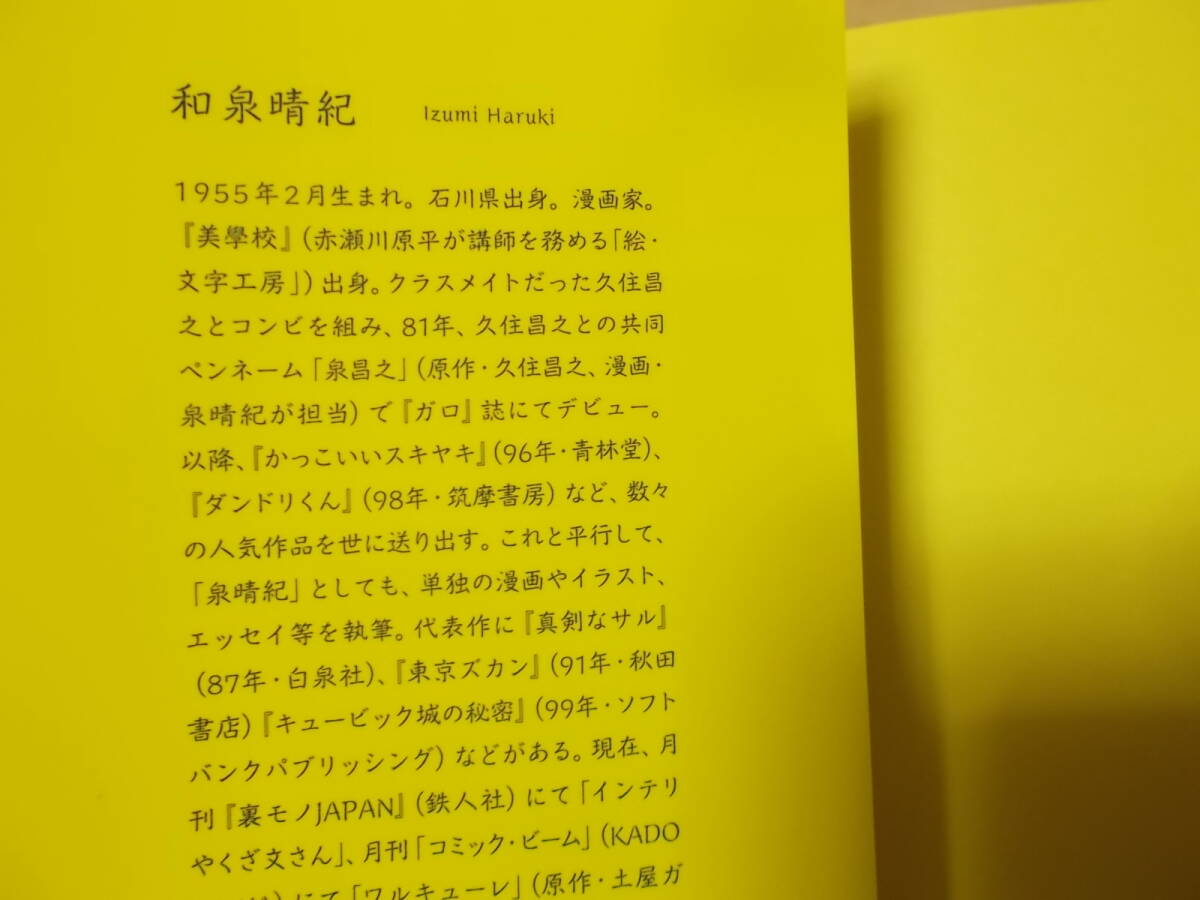 和泉晴紀 Izumi Haruki
1955年2月生まれ。石川県出身。漫画家。
『美學校』(赤瀬川原平が講師を務める「絵・
文字工房」)出身。クラスメイトだった久住昌
之とコンビを組み、81年、久住昌之との共同
ペンネーム「泉昌之」(原作・久住昌之、漫画・
泉晴紀が担当)で『ガロ』誌にてデビュー。
以降、『かっこいいスキヤキ』(96年・青林堂)、
『ダンドリくん』(98年・筑摩書房)など、数々
の人気作品を世に送り出す。これと平行して、
「泉晴紀」としても、単独の漫画やイラスト、
エッセイ等を執筆。代表作に『真剣なサル』
(87年・白泉社)、『東京ズカン』(91年・秋田
書店)『キュービック城の秘密』(99年・ソフト
バンクパブリッシング)などがある。現在、月
刊『裏モノJAPAN』(鉄人社)にて「インテリ
やくざ文さん」、月刊「コミック・ビーム」(KADO
にて「ワルキューレ」(原作・土屋ガ